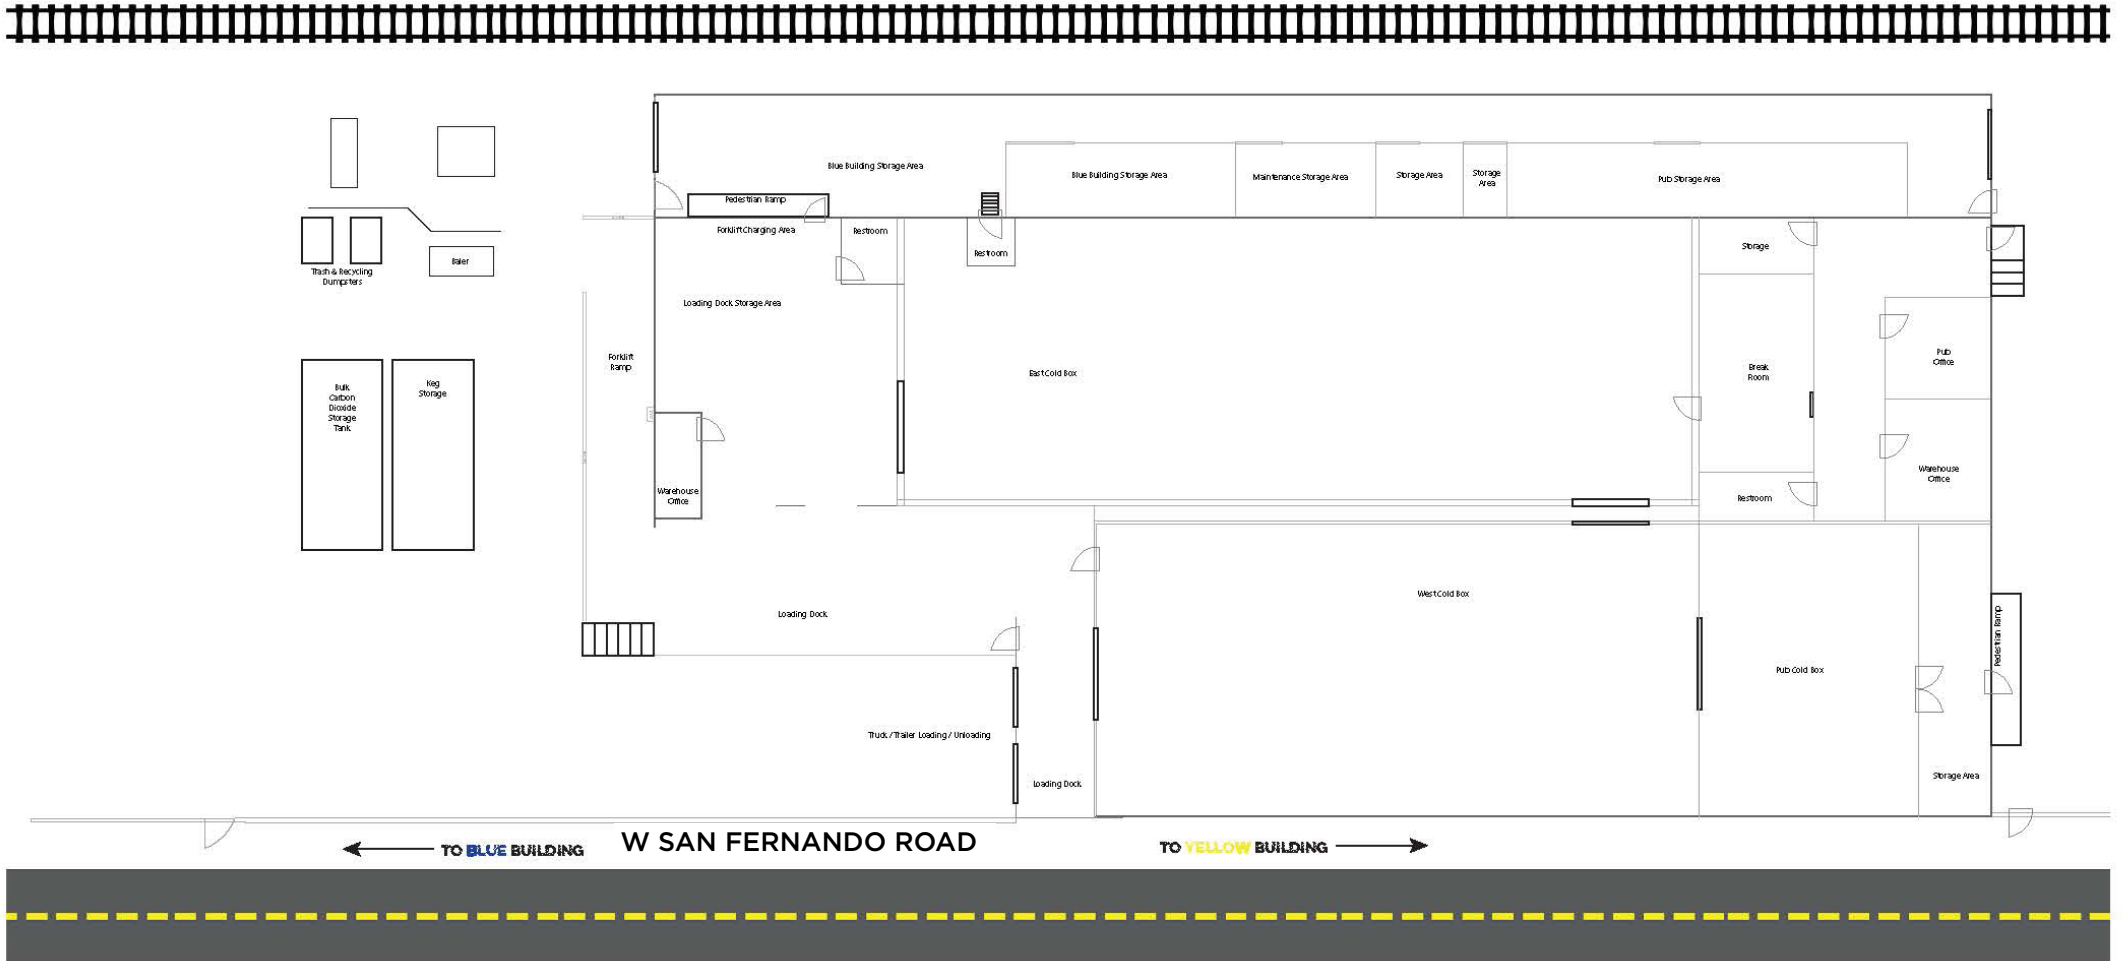 Blue Building Storage Area
Blue Building Storage Area
Maintenance Storage Area
Storage Area
Storage
Area
Pub Storage Area
Pedestrian Ramp
Forklift Charging Area
Restroom
Restroom
Storage
Baler
Trash & Recycling
Dumpsters
Loading Dock Storage Area
Forklift
Ramp
East Cold Box
Break
Room
Pub
Office
Bulk
Carbon
Dioxide
Storage
Tank
Keg
Storage
Warehouse
Office
Restroom
Warehouse
Office
Loading Dock
West Cold Box
Pedestrian Ramp
Pub Cold Box
Truck / Trailer Loading / Unloading
Loading Dock
Storage Area
TO BLUE BUILDING
W SAN FERNANDO ROAD
TO YELLOW BUILDING